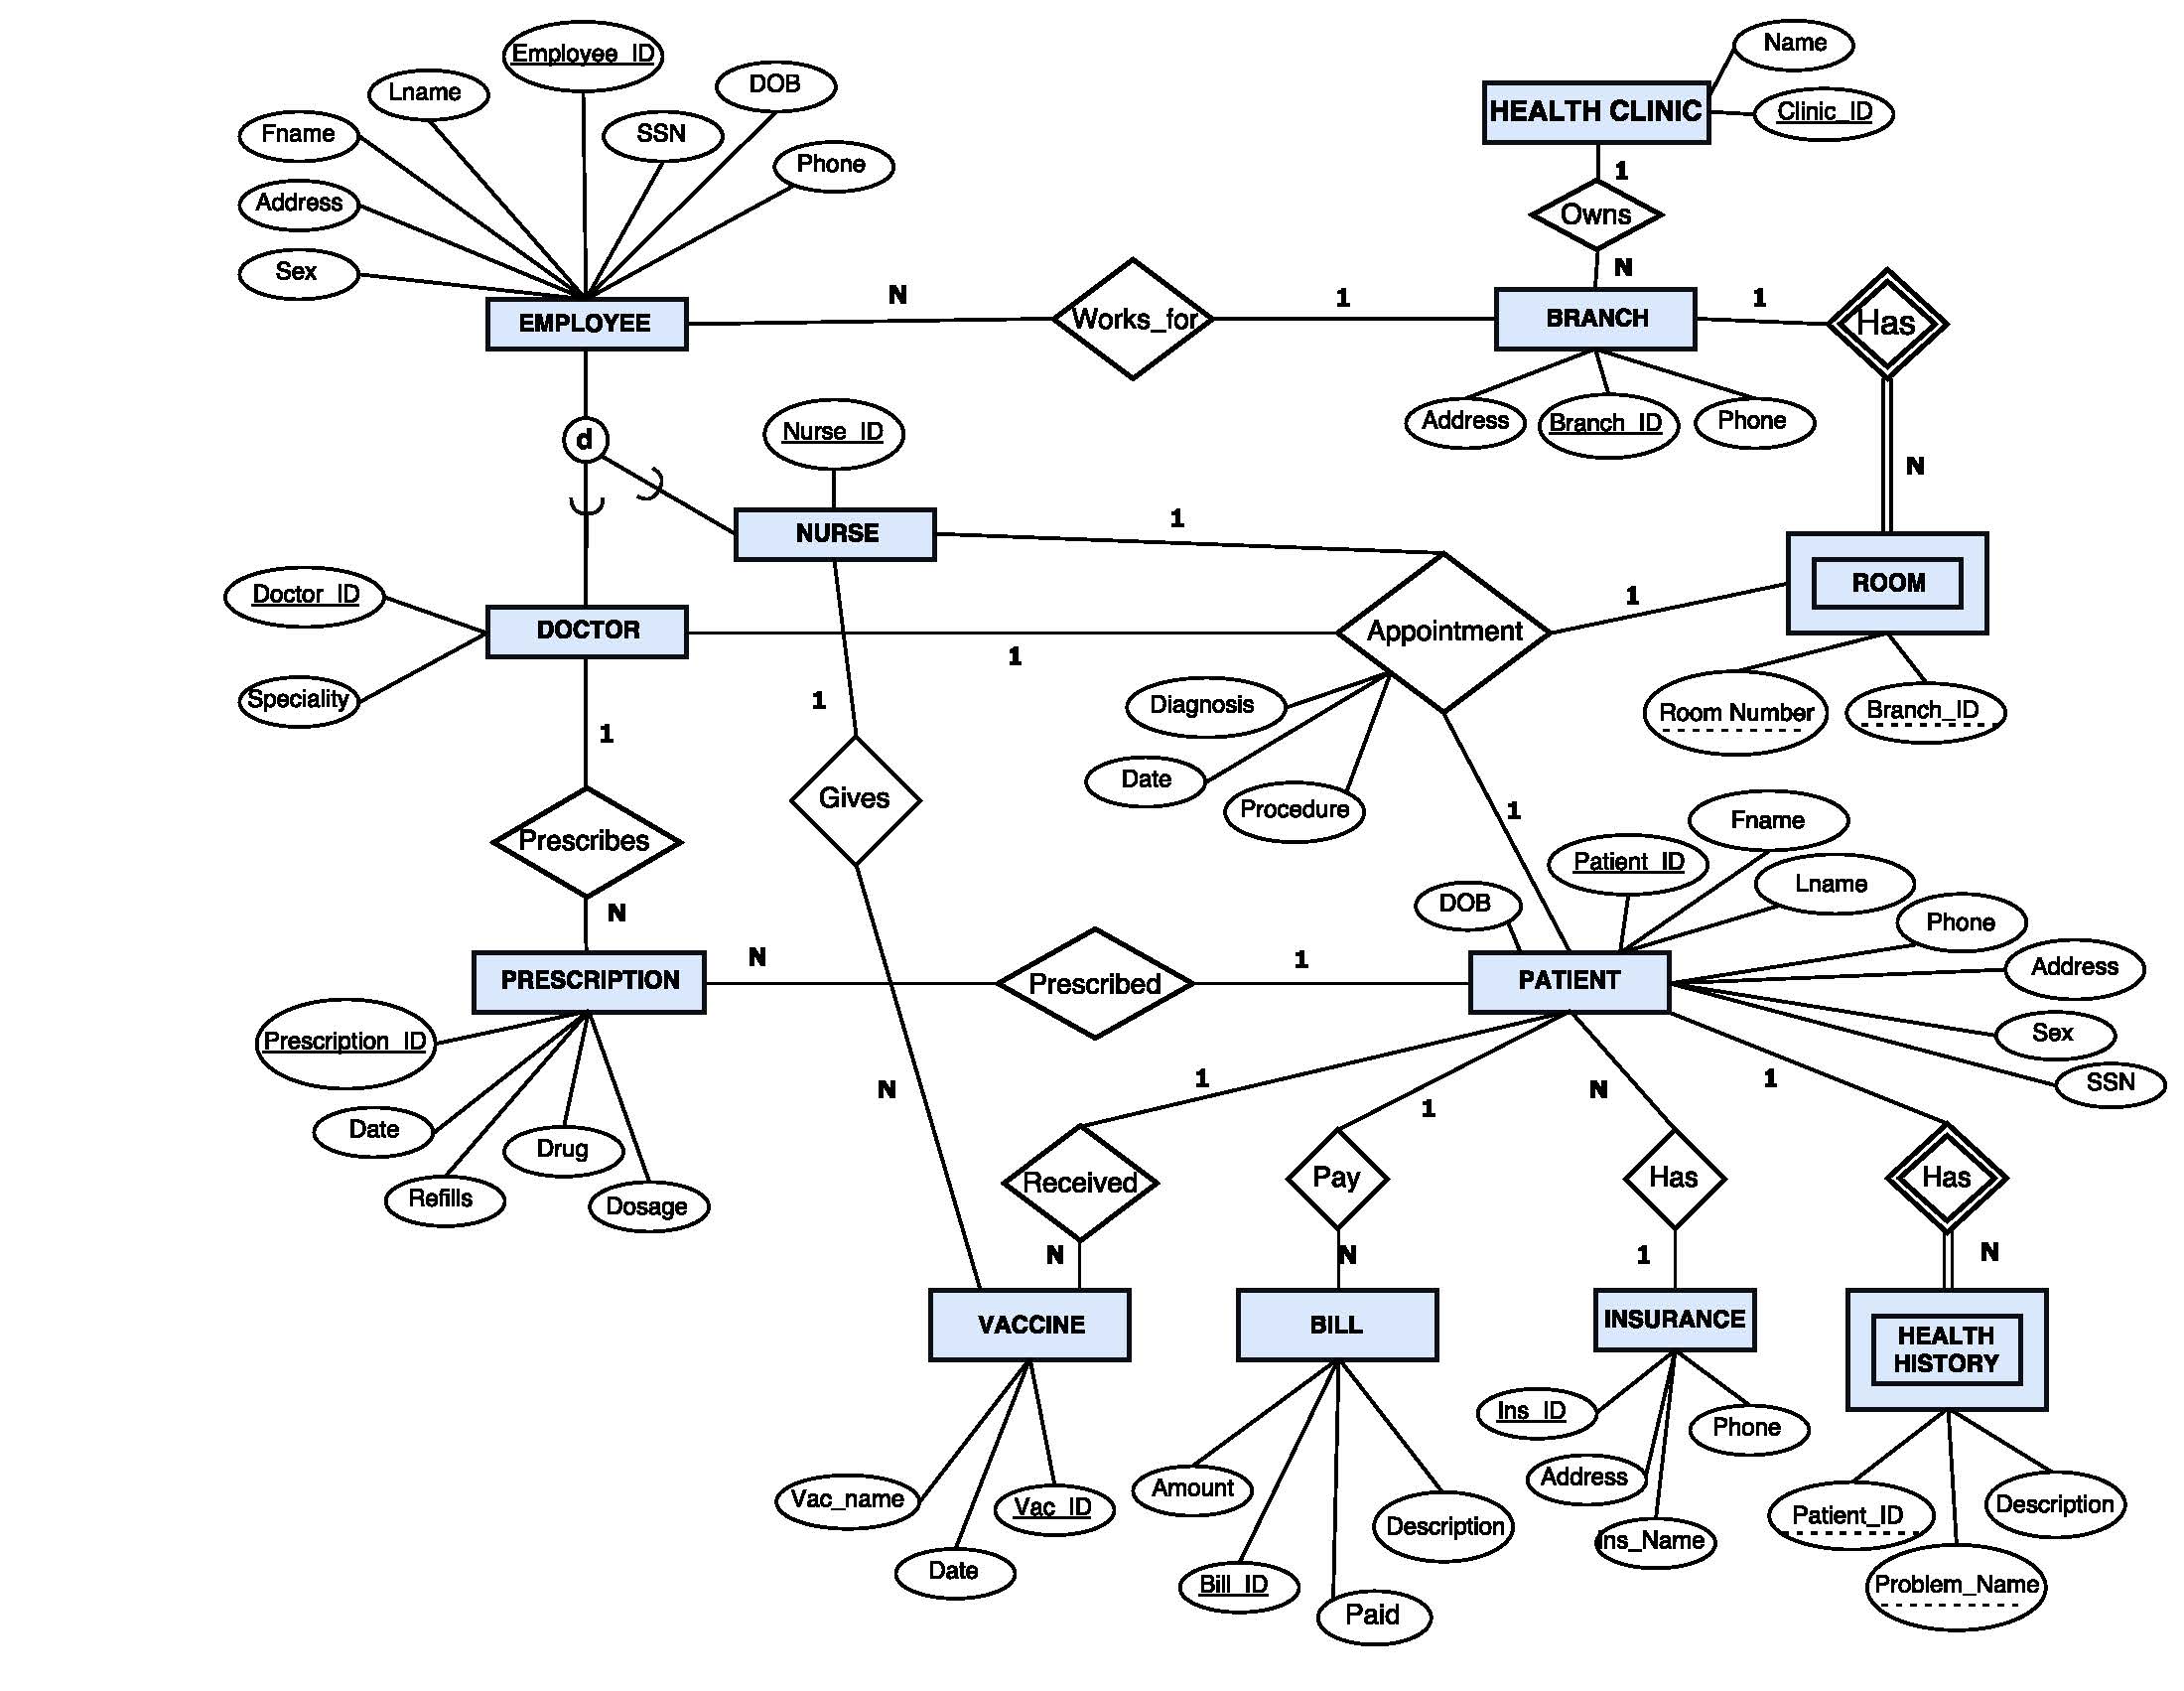 Employee_ID
Name
Lname
DOB
HEALTH CLINIC
Clinic_ID
Fname
SSN
Phone
1
Address
Owns
Sex
N
EMPLOYEE
N
Works_for
1
BRANCH
1
Has
Address
Branch_ID
Phone
d
Nurse_ID
N
NURSE
1
Doctor_ID
DOCTOR
1
Appointment
1
ROOM
Speciality
1
1
Diagnosis
Room Number
Branch_ID
Date
Procedure
Gives
1
Prescribes
Fname
Patient_ID
Lname
DOB
Phone
N
PRESCRIPTION
N
Prescribed
1
PATIENT
Address
Prescription_ID
Sex
SSN
Date
Drug
Refills
Dosage
N
1
1
N
1
Received
Pay
Has
Has
N
N
1
N
VACCINE
BILL
INSURANCE
HEALTH
HISTORY
Vac_name
Vac_ID
Date
Amount
Description
Bill_ID
Paid
Ins_ID
Phone
Address
Ins_Name
Patient_ID
Description
Problem_Name